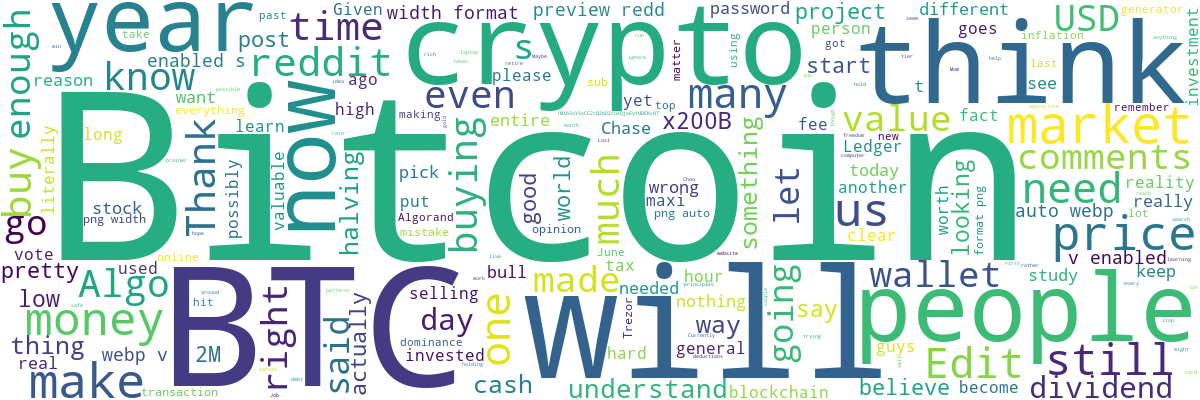 year
time
Given
width format
preview redd
password
project
different
USD
generator
past
take
post
reddit
enabled s
crypto
s
person
goes
think
inflation
investment
know
reason
ago
please
sub
matter
using
got
start
see
last
buy
enough
want
everything
learn
high
even
many
yet
top
x200B
fee
value
fact
remember
market
long
literally
Thank
now
possibly
valuable
halving
making
buying
entire
Chase
Ledger
new
today
another
comments
reality
Bitcoin
stock
png width
pick
put
Algorand
mistake
good
opinion
world
much
wrong
maxi
png auto
something
let
us
clear
worth
looking
format png
need
auto webp
lot
really
price
go
vote
online
pretty
used
Algo
low
hit
money
thing
webp v
2M
real
make
transaction
BTC
right
said
actually
bull
selling
dominance
invested
day
one
cash
made
June
tax
needed
hour
nothing
Trezor
way
general
hard
understand
blockchain
will
going
say
wallet
v enabled
study
keep
people
guys
Edit
still
believe
become
dividend